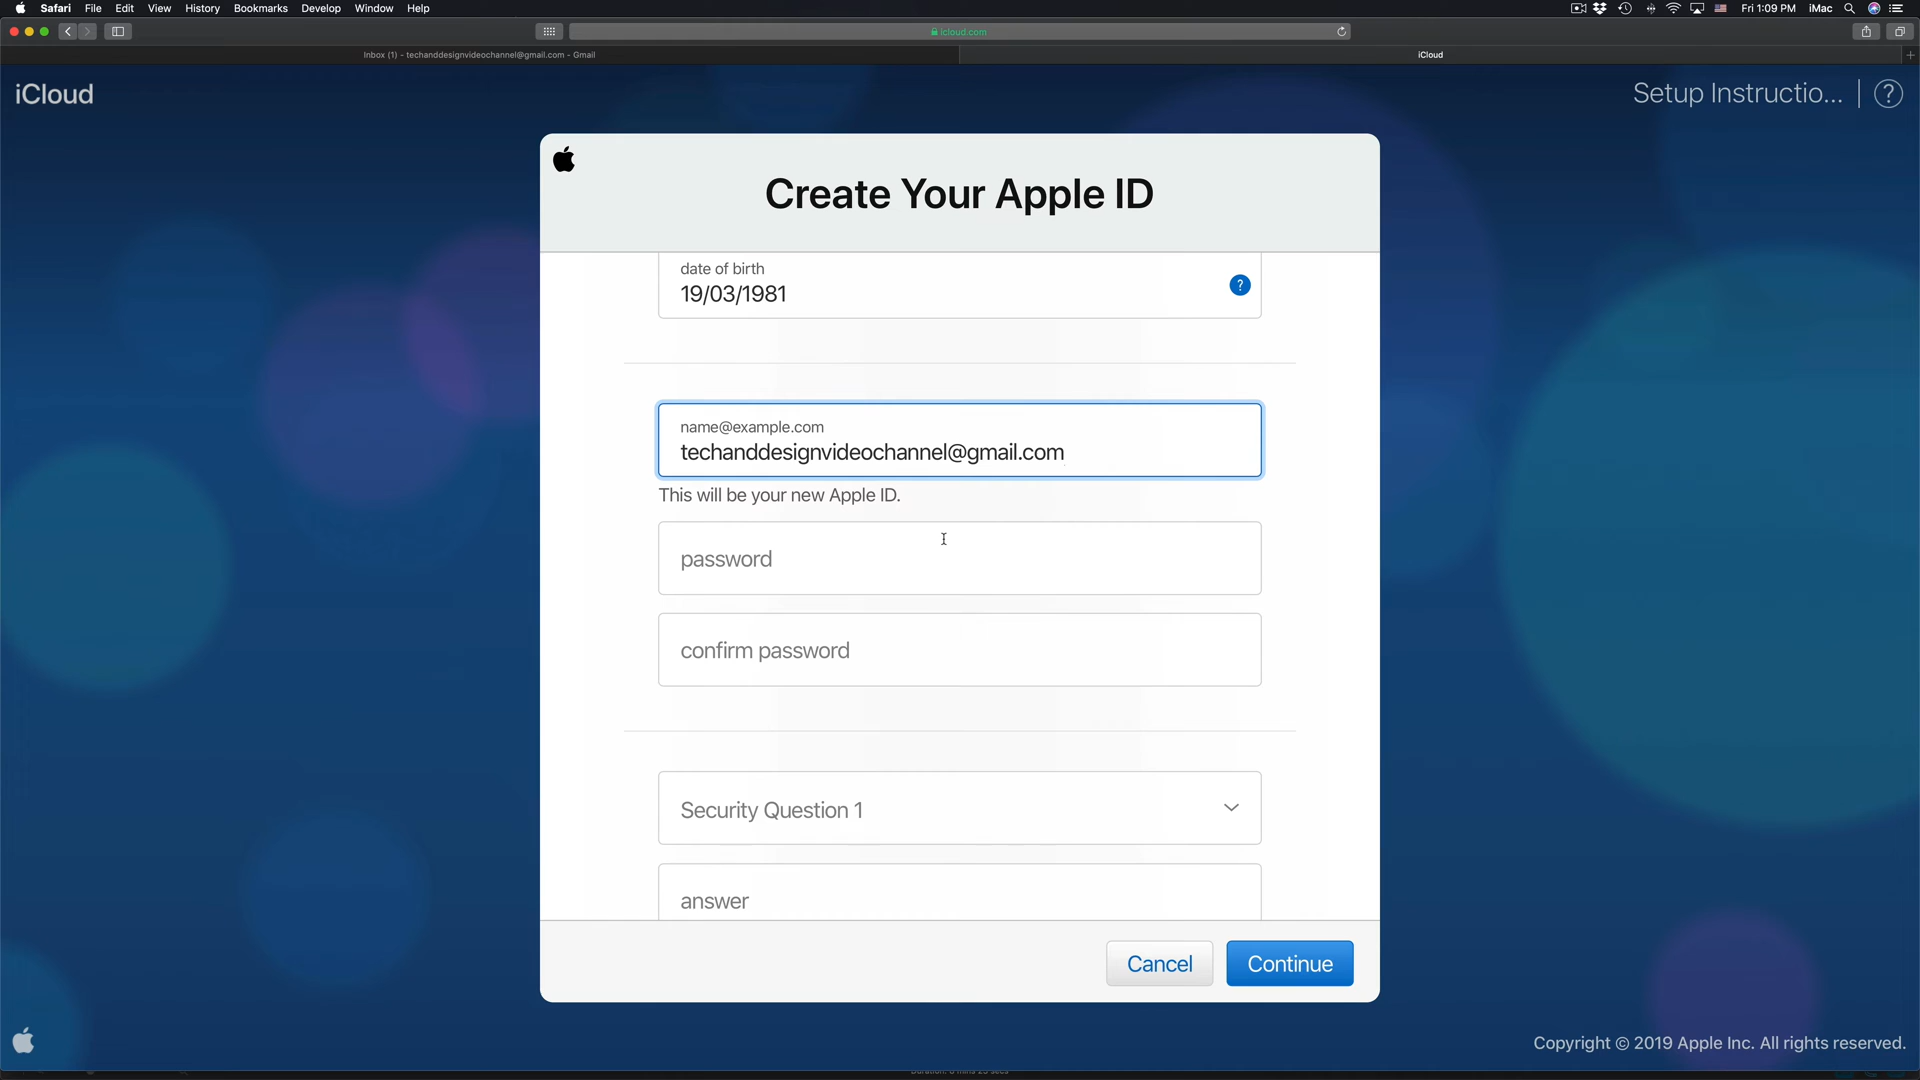 Safari File Edit View History Bookmarks Develop Window Help
Fri 1:09 PM iMac
icloud.com
Inbox (1) - techanddesignvideochannel@gmail.com - Gmail
iCloud
iCloud
Setup Instructio... ?
Create Your Apple ID
date of birth
19/03/1981
?
name@example.com
techanddesignvideochannel@gmail.com
This will be your new Apple ID.
password
confirm password
Security Question 1
answer
Cancel Continue
Copyright © 2019 Apple Inc. All rights reserved.